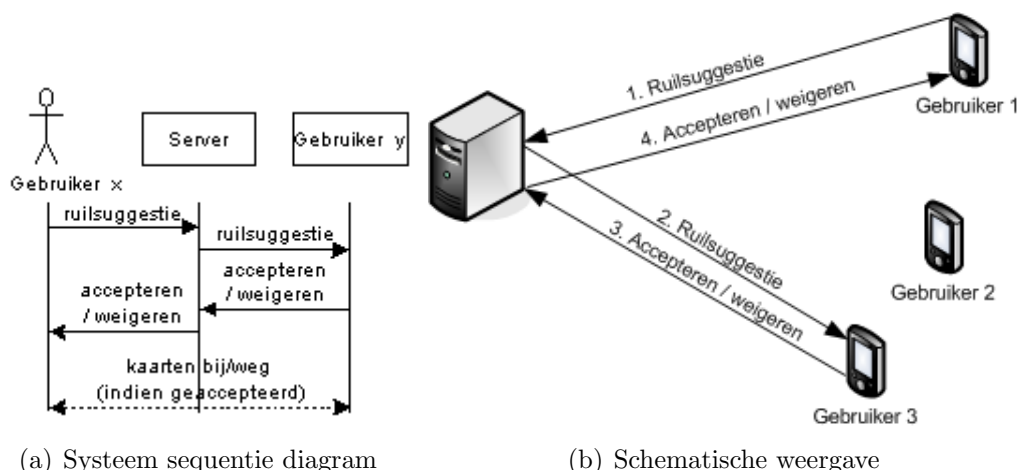 Server
Gebruiker y
Gebruiker x
ruilsuggestie
ruilsuggestie
accepteren
/ weigeren
accepteren
/ weigeren
kaarten bij/weg
(indien geaccepteerd)
(a) Systeem sequentie diagram
1. Ruilsuggestie
4. Accepteren / weigeren
Gebruiker 1
2. Ruilsuggestie
3. Accepteren / weigeren
Gebruiker 2
Gebruiker 3
(b) Schematische weergave